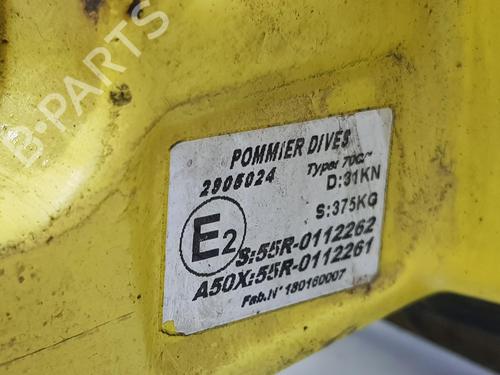 B-PARTS
POMMIER DIVES
2906024 Type: 70C/*
D:31KN
S:375KG
E2
S:55R-0112262
A50X:55R-0112261
Fab.N° 180160007